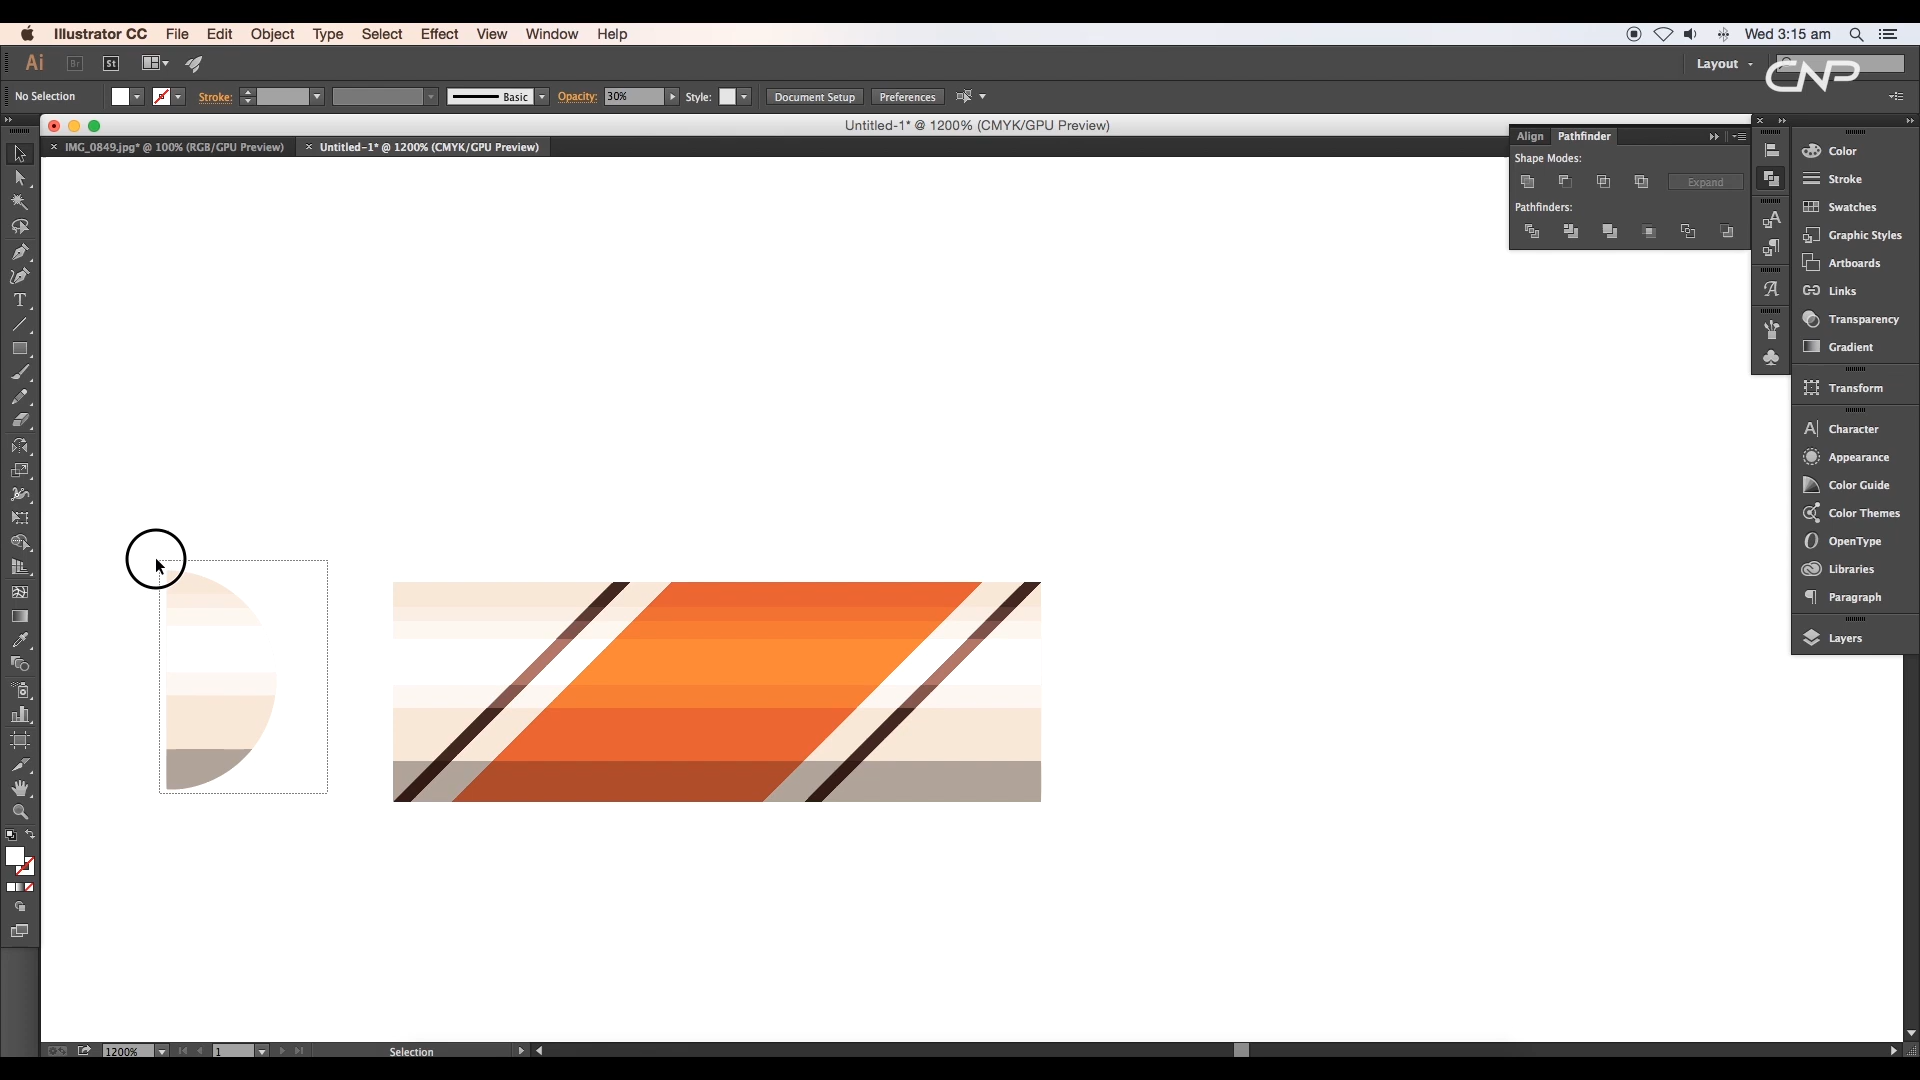 Illustrator CC File Edit Object Type Select Effect View Window Help Wed 3:15 am
Ai Br St Layout CNP
No Selection Stroke: Basic Opacity: 30% Style: Document Setup Preferences
Untitled-1* @ 1200% (CMYK/GPU Preview)
IMG_0849.jpg* @ 100% (RGB/GPU Preview) Untitled-1* @ 1200% (CMYK/GPU Preview)
Align Pathfinder
Shape Modes:
Expand
Pathfinders:
Color
Stroke
Swatches
Graphic Styles
Artboards
Links
Transparency
Gradient
Transform
Character
Appearance
Color Guide
Color Themes
OpenType
Libraries
Paragraph
Layers
1200% 1 Selection